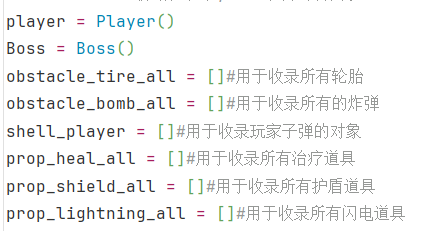 player = Player()
Boss = Boss()
obstacle_tire_all = []#用于收录所有轮胎
obstacle_bomb_all = []#用于收录所有的炸弹
shell_player = []#用于收录玩家子弹的对象
prop_heal_all = []#用于收录所有治疗道具
prop_shield_all = []#用于收录所有护盾道具
prop_lightning_all = []#用于收录所有闪电道具